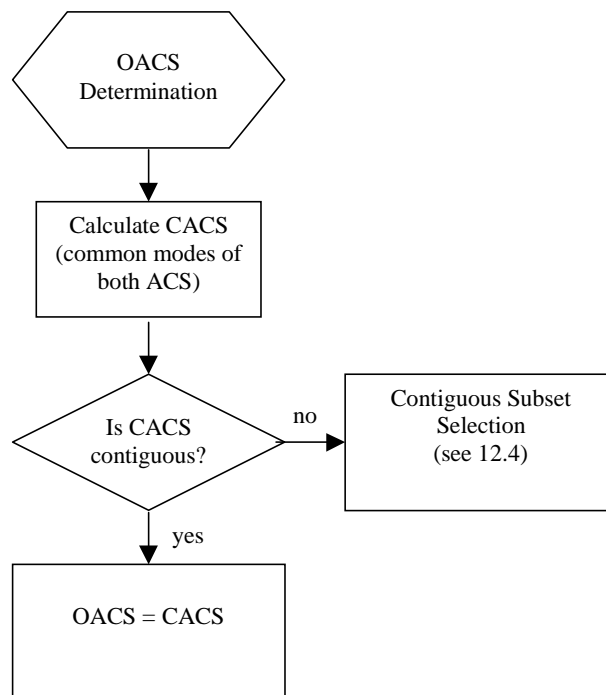 OACS
Determination
Calculate CACS
(common modes of
both ACS)
Is CACS
contiguous?
no
Contiguous Subset
Selection
(see 12.4)
yes
OACS = CACS